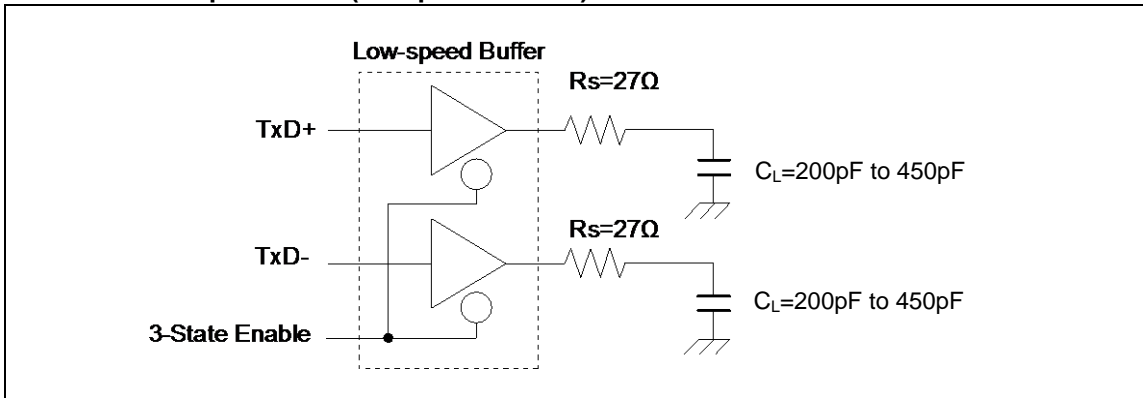 Low-speed Buffer
Rs=27Ω
TxD+
CL=200pF to 450pF
Rs=27Ω
TxD-
CL=200pF to 450pF
3-State Enable